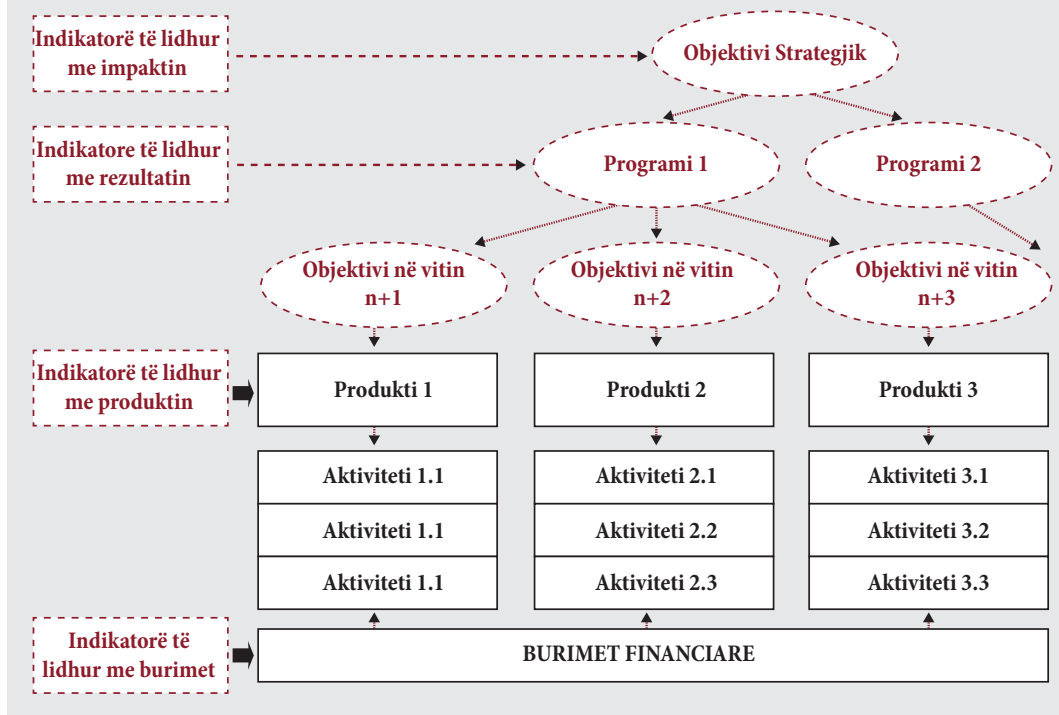 Indikatorë të lidhur
me impaktin
Objektivi Strategjik
Indikatore të lidhur
me rezultatin
Programi 1
Programi 2
Objektivi në vitin
n+1
Objektivi në vitin
n+2
Objektivi në vitin
n+3
Indikatorë të lidhur
me produktin
Produkti 1
Produkti 2
Produkti 3
Aktiviteti 1.1
Aktiviteti 2.1
Aktiviteti 3.1
Aktiviteti 1.1
Aktiviteti 2.2
Aktiviteti 3.2
Aktiviteti 1.1
Aktiviteti 2.3
Aktiviteti 3.3
Indikatorë të
lidhur me burimet
BURIMET FINANCIARE